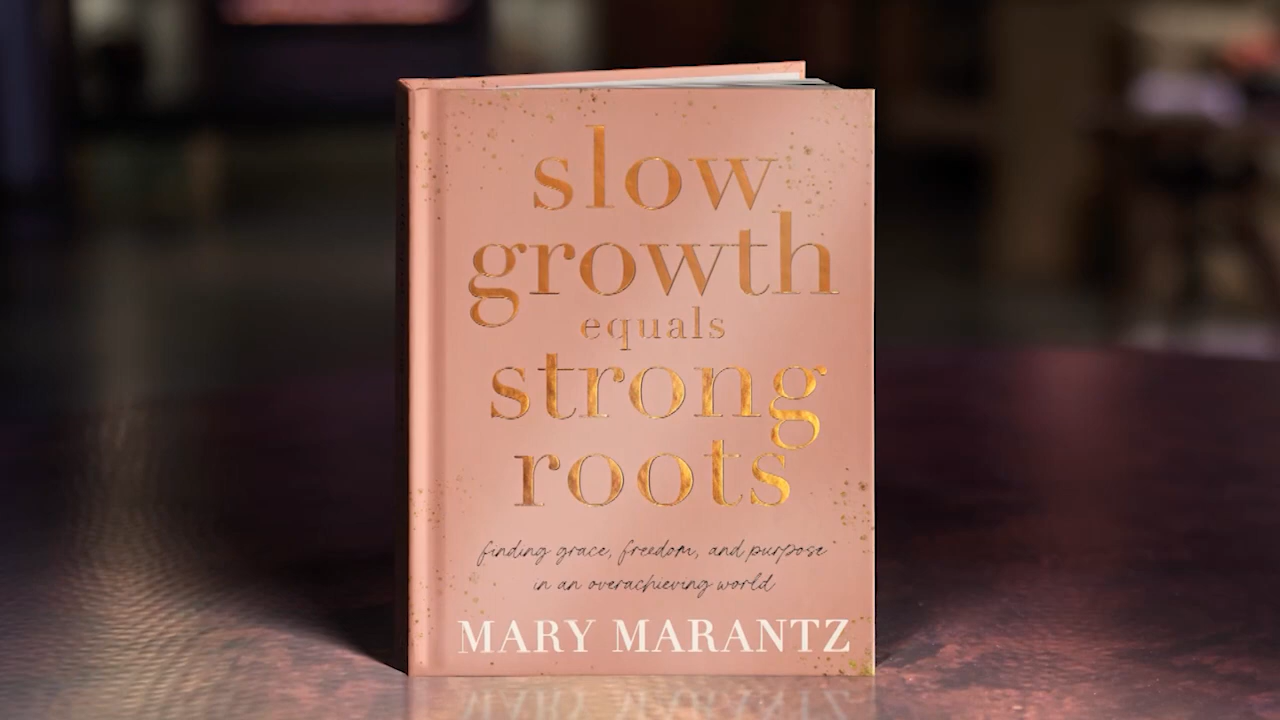 slow
growth
equals
strong
roots
finding grace, freedom, and purpose
in an overachieving world
MARY MARANTZ